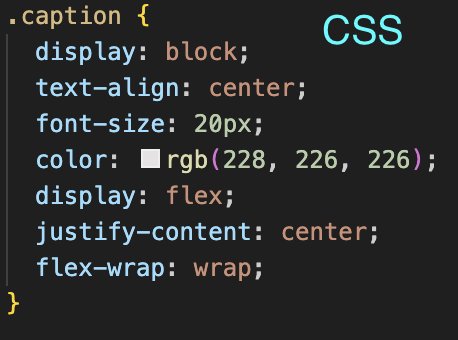 .caption {
CSS
display: block;
text-align: center;
font-size: 20px;
color: rgb(228, 226, 226);
display: flex;
justify-content: center;
flex-wrap: wrap;
}